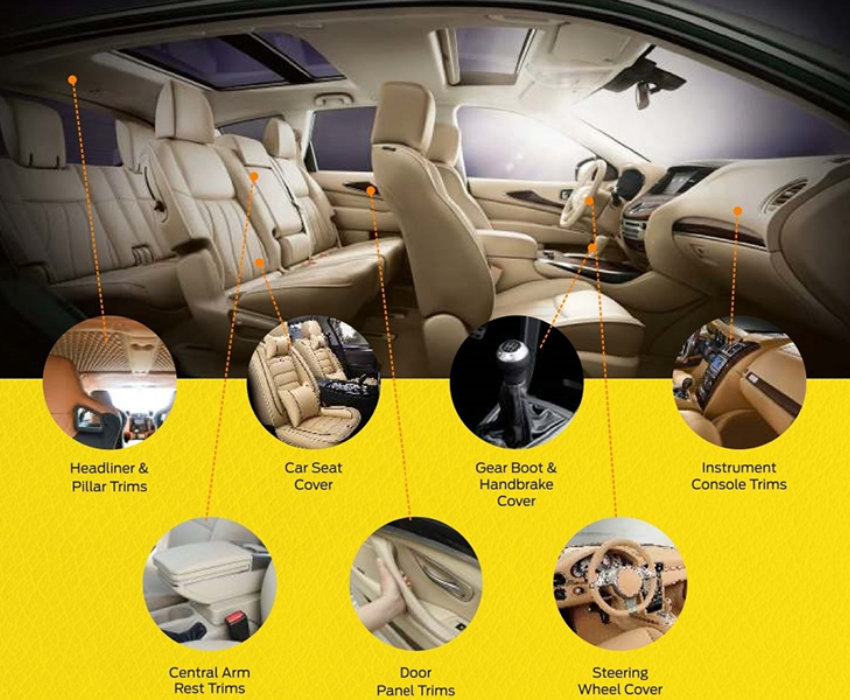 Headliner &
Pillar Trims
Car Seat
Cover
Gear Boot &
Handbrake
Cover
Instrument
Console Trims
Central Arm
Rest Trims
Door
Panel Trims
Steering
Wheel Cover